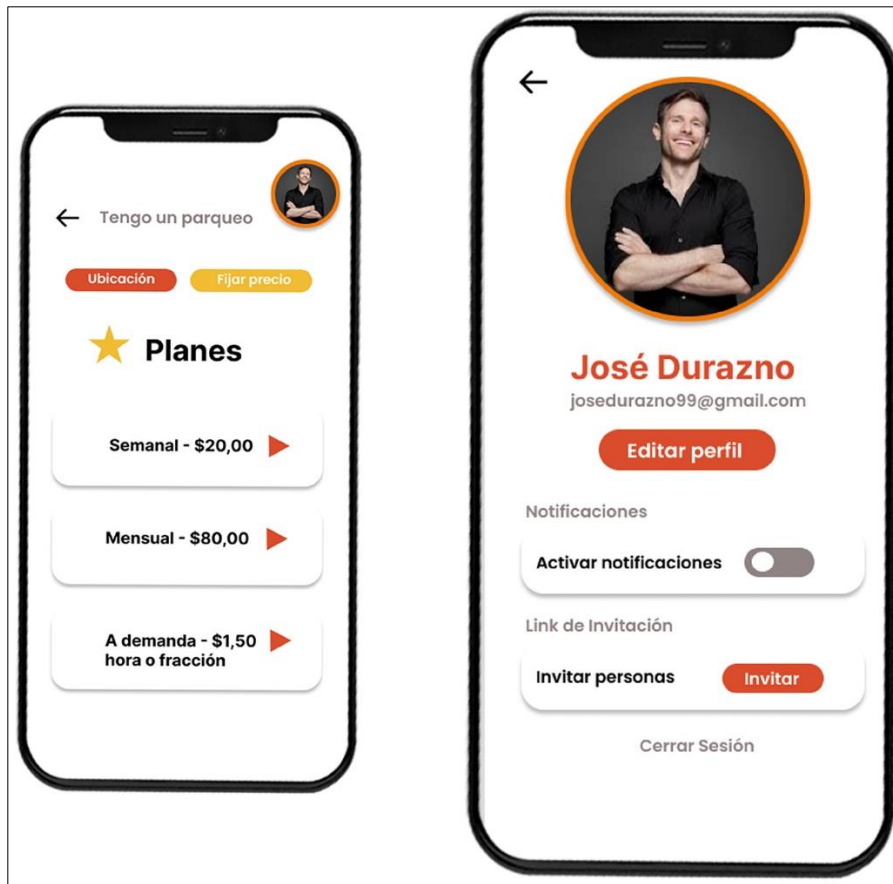 Tengo un parqueo
Ubicación
Fijar precio
Planes
Semanal - $20,00
Mensual - $80,00
A demanda - $1,50
hora o fracción
José Durazno
josedurazno99@gmail.com
Editar perfil
Notificaciones
Activar notificaciones
Link de Invitación
Invitar personas
Invitar
Cerrar Sesión